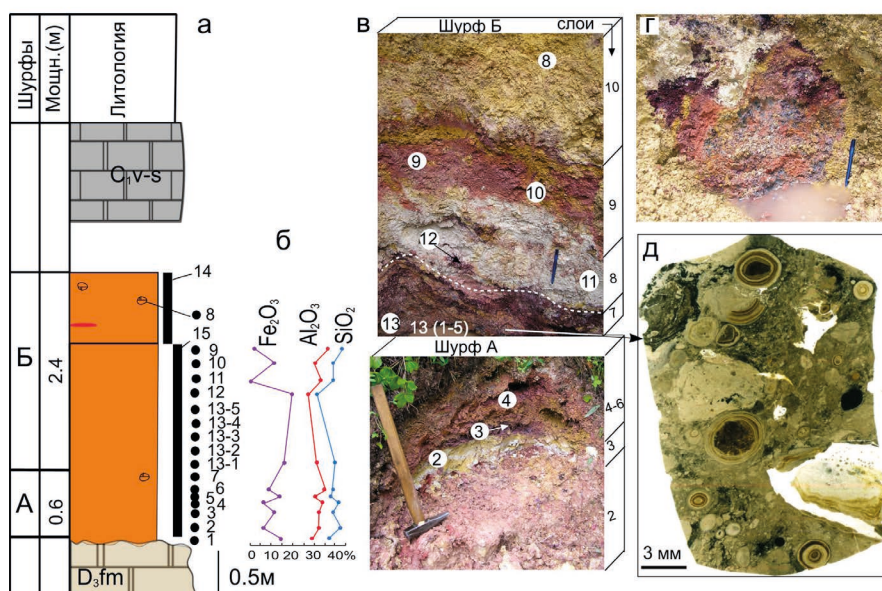 Шурфы
Мощн.(м)
Литология
а
C₁v-s
14
8
15
Б
2.4
9
10
11
12
13-5
13-4
13-3
13-2
13-1
7
6
5
4
3
2
1
А
0.6
D₃fm
0.5м
б
Fe₂O₃
Al₂O₃
SiO₂
0
10
20
30
40%
в
Шурф Б
слои
8
10
9
10
9
12
11
8
7
13
13 (1-5)
Шурф А
4
3
2
4-6
3
2
Г
Д
3 мм